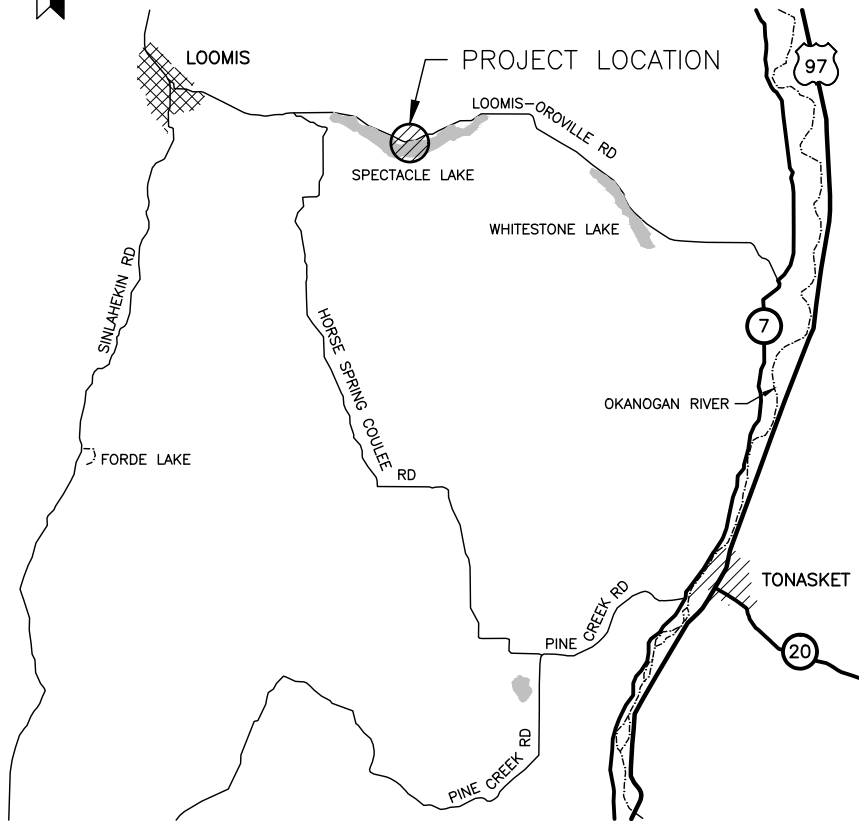 LOOMIS
PROJECT LOCATION
97
LOOMIS-OROVILLE RD
SPECTACLE LAKE
WHITESTONE LAKE
SINLAHEKIN RD
HORSE SPRING COULEE RD
7
OKANOGAN RIVER
FORDE LAKE
TONASKET
PINE CREEK RD
20
PINE CREEK RD